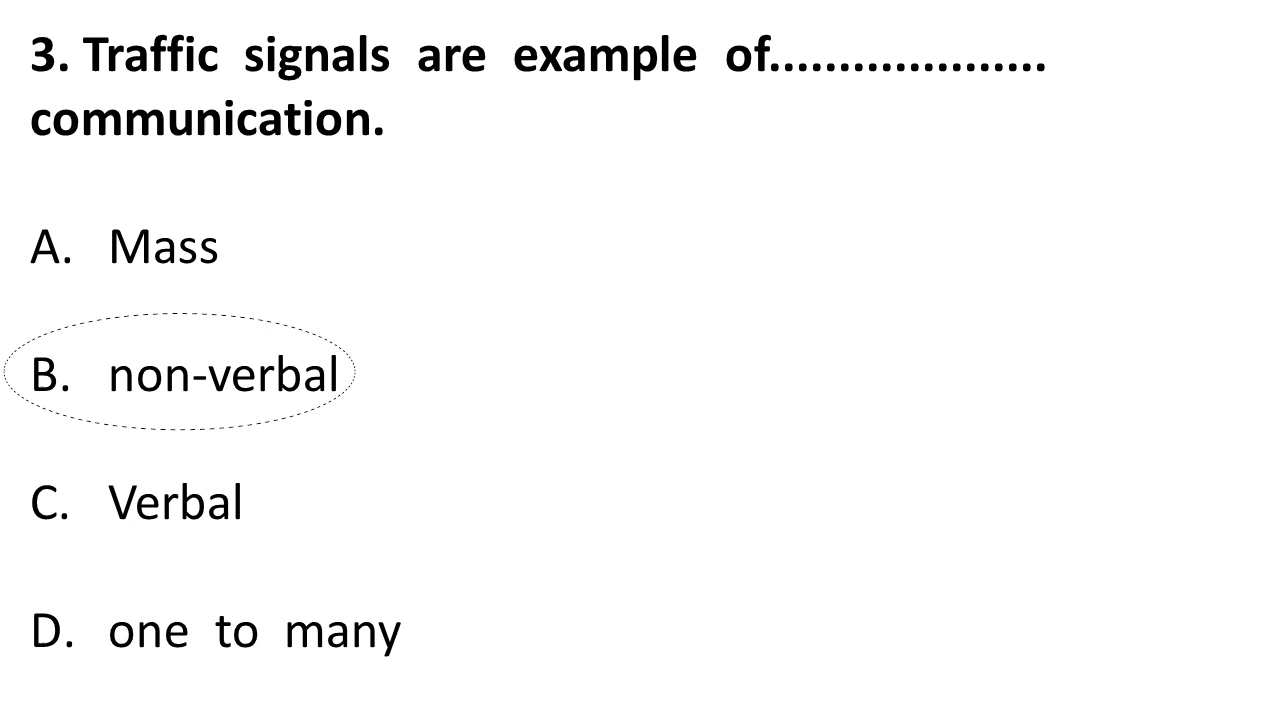 3. Traffic signals are example of....................
communication.
A. Mass
B. non-verbal
C. Verbal
D. one to many